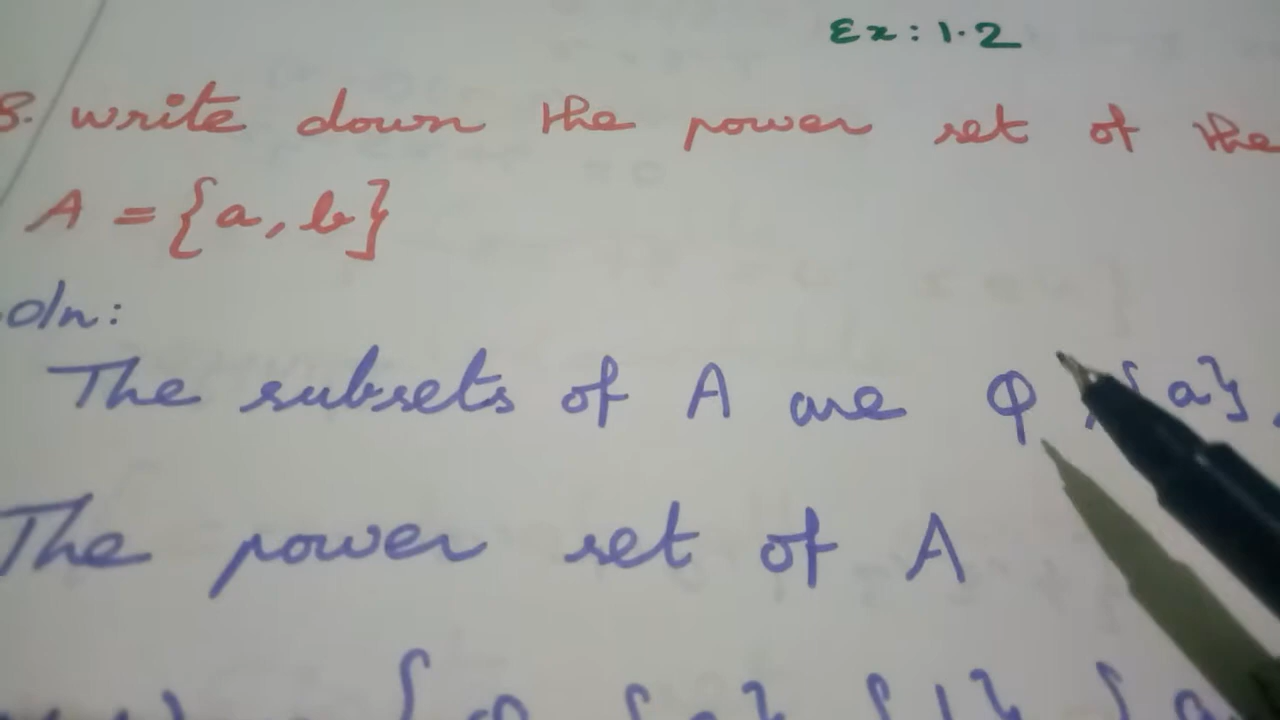 Ex: 1.2
8. write down the power set of the
A = {a, b}
oln:
The subsets of A are φ, {a},
The power set of A